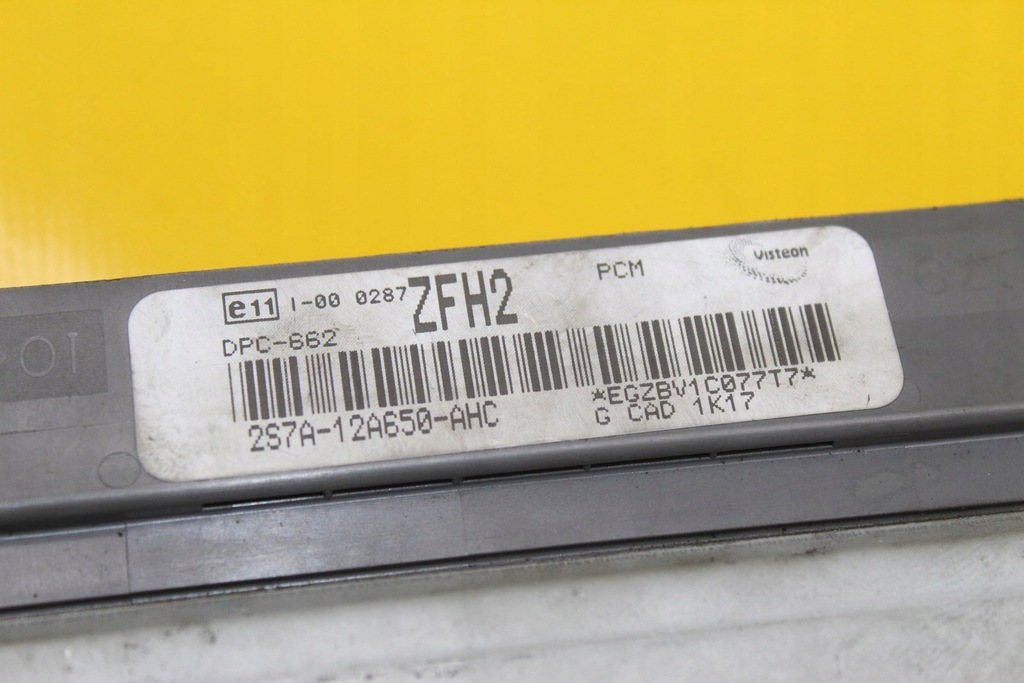 e11 I-00 0287 ZFH2 PCM Visteon
DPC-662
*EGZBV1C077T7*
2S7A-12A650-AHC G CAD 1K17